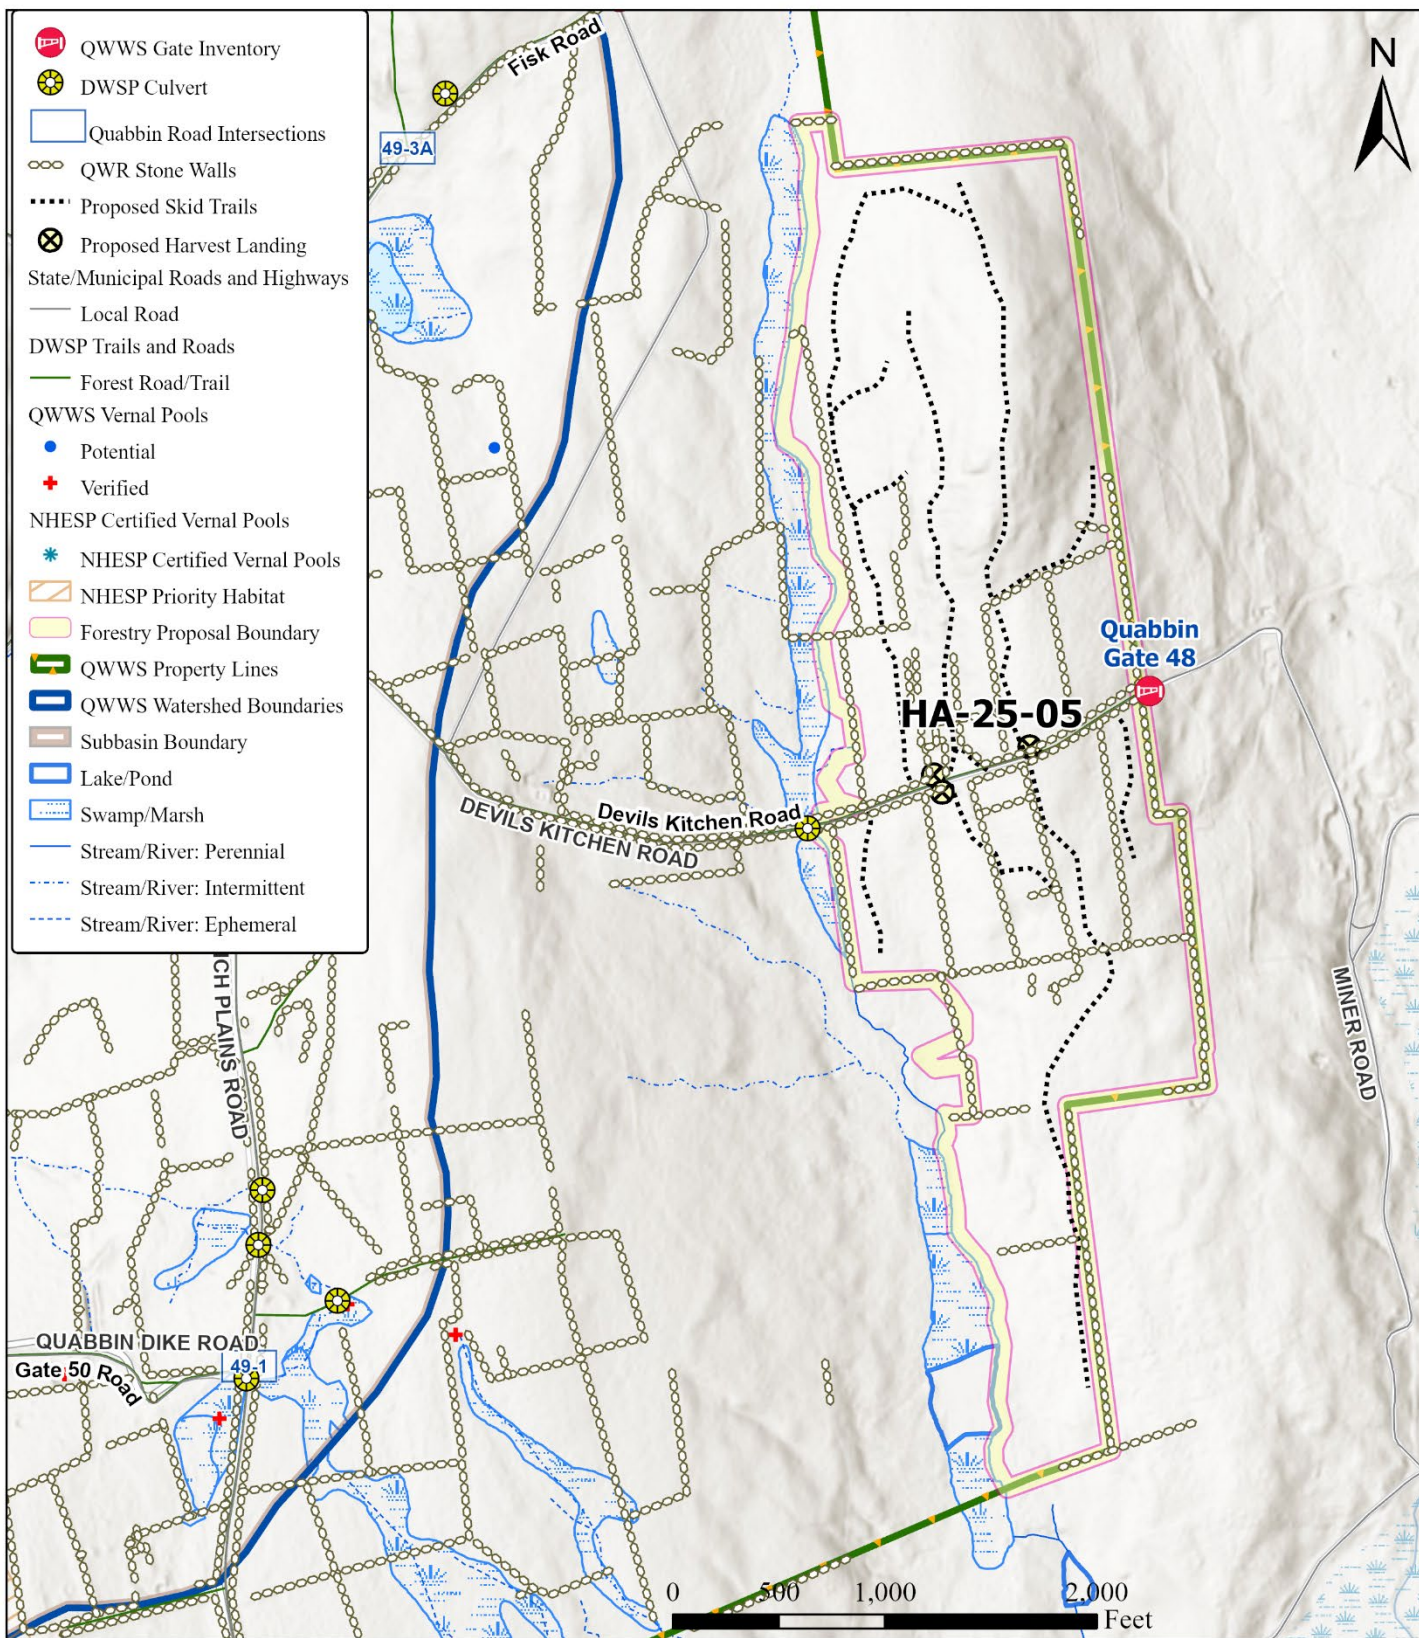 QWWS Gate Inventory
DWSP Culvert
Quabbin Road Intersections
QWR Stone Walls
Proposed Skid Trails
Proposed Harvest Landing
State/Municipal Roads and Highways
Local Road
DWSP Trails and Roads
Forest Road/Trail
QWWS Vernal Pools
Potential
Verified
NHESP Certified Vernal Pools
NHESP Certified Vernal Pools
NHESP Priority Habitat
Forestry Proposal Boundary
QWWS Property Lines
QWWS Watershed Boundaries
Subbasin Boundary
Lake/Pond
Swamp/Marsh
Stream/River: Perennial
Stream/River: Intermittent
Stream/River: Ephemeral
Fisk Road
N
49-3A
Quabbin
Gate 48
HA-25-05
Devils Kitchen Road
DEVILS KITCHEN ROAD
MINER ROAD
ICH PLAINS ROAD
QUABBIN DIKE ROAD
Gate 50 Road
49-1
0 500 1,000 2,000
Feet